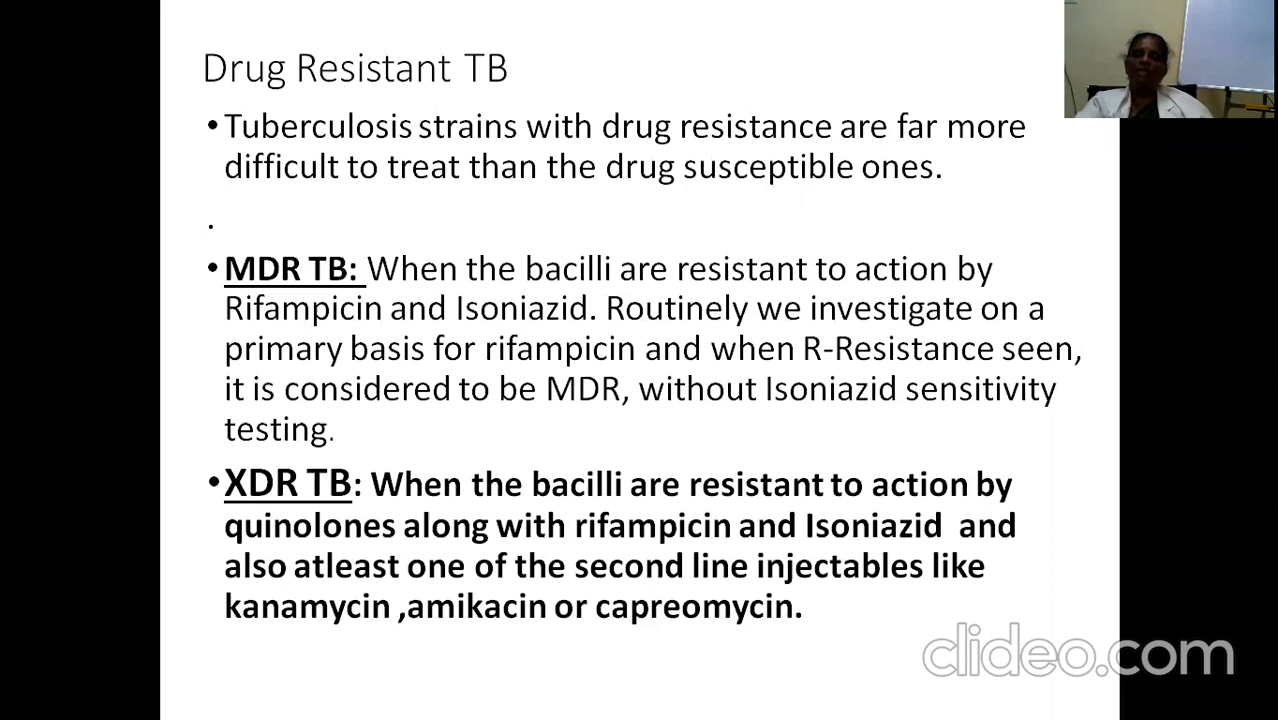 Drug Resistant TB
• Tuberculosis strains with drug resistance are far more
difficult to treat than the drug susceptible ones.
.
• MDR TB: When the bacilli are resistant to action by
Rifampicin and Isoniazid. Routinely we investigate on a
primary basis for rifampicin and when R-Resistance seen,
it is considered to be MDR, without Isoniazid sensitivity
testing.
• XDR TB: When the bacilli are resistant to action by
quinolones along with rifampicin and Isoniazid and
also atleast one of the second line injectables like
kanamycin ,amikacin or capreomycin.
clideo.com